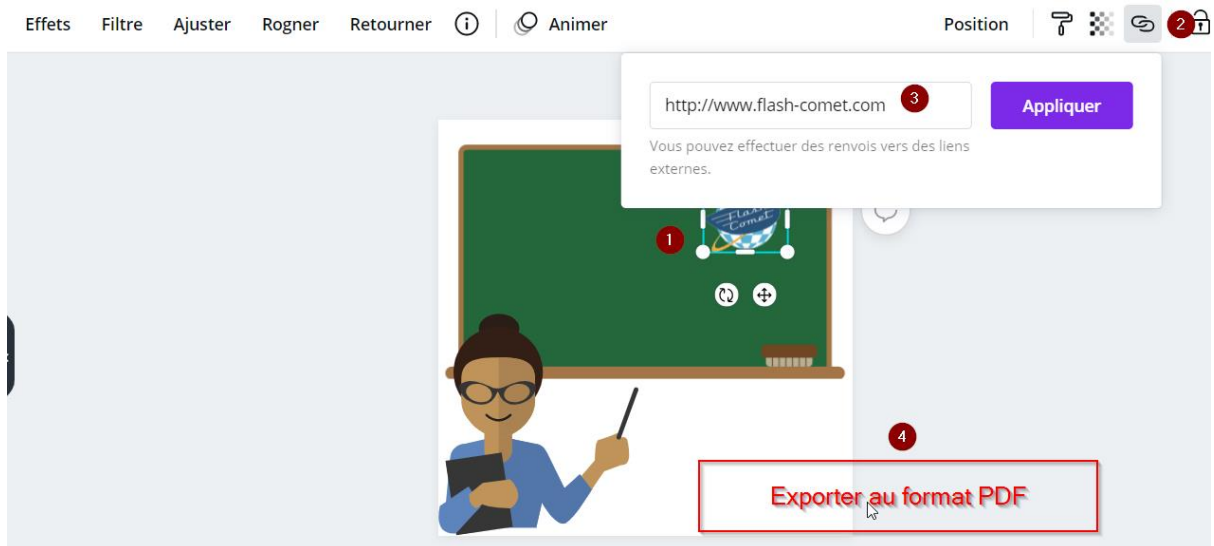 Effets Filtre Ajuster Rogner Retourner Animer Position 2
http://www.flash-comet.com 3 Appliquer
Vous pouvez effectuer des renvois vers des liens
externes.
Flash
Comet
1
4
Exporter au format PDF